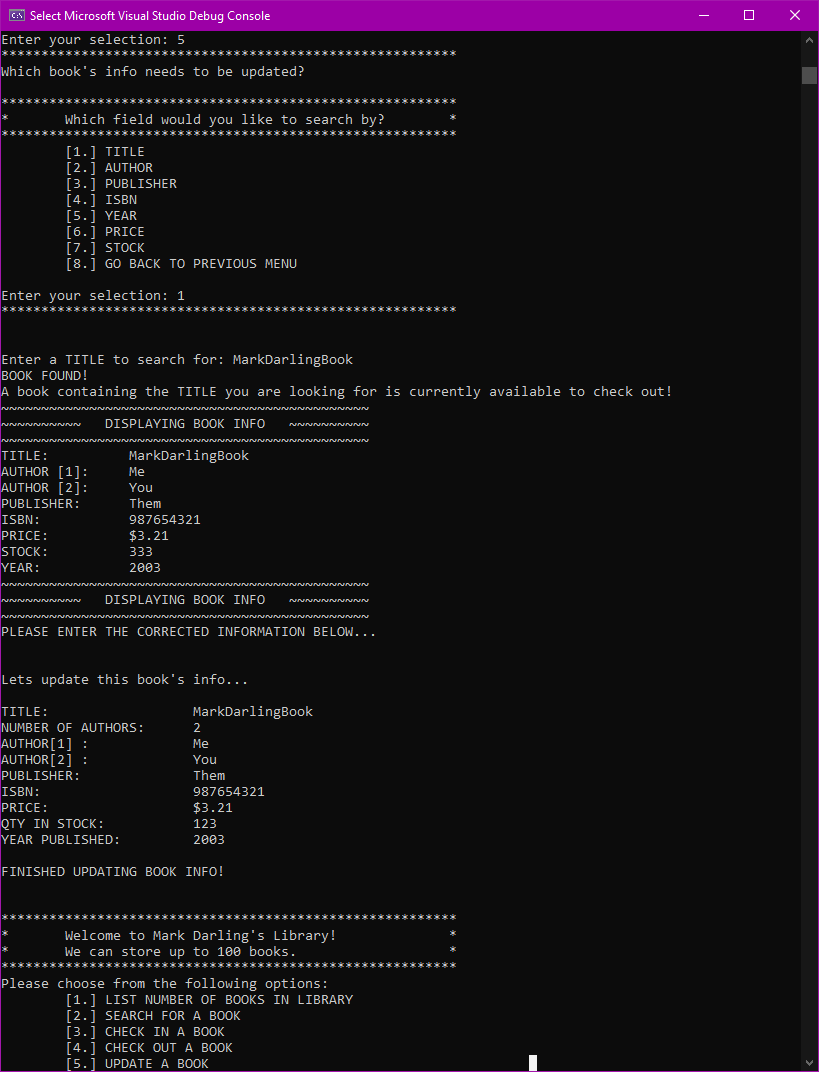 Select Microsoft Visual Studio Debug Console
Enter your selection: 5
*********************************************************
Which book's info needs to be updated?
*********************************************************
*       Which field would you like to search by?        *
*********************************************************
[1.] TITLE
[2.] AUTHOR
[3.] PUBLISHER
[4.] ISBN
[5.] YEAR
[6.] PRICE
[7.] STOCK
[8.] GO BACK TO PREVIOUS MENU
Enter your selection: 1
*********************************************************
Enter a TITLE to search for: MarkDarlingBook
BOOK FOUND!
A book containing the TITLE you are looking for is currently available to check out!
~~~~~~~~~~~~~~~~~~~~~~~~~~~~~~~~~~~~~~~~~~~~~~
~~~~~~~~~~   DISPLAYING BOOK INFO   ~~~~~~~~~~
~~~~~~~~~~~~~~~~~~~~~~~~~~~~~~~~~~~~~~~~~~~~~~
TITLE:          MarkDarlingBook
AUTHOR [1]:     Me
AUTHOR [2]:     You
PUBLISHER:      Them
ISBN:           987654321
PRICE:          $3.21
STOCK:          333
YEAR:           2003
~~~~~~~~~~~~~~~~~~~~~~~~~~~~~~~~~~~~~~~~~~~~~~
~~~~~~~~~~   DISPLAYING BOOK INFO   ~~~~~~~~~~
~~~~~~~~~~~~~~~~~~~~~~~~~~~~~~~~~~~~~~~~~~~~~~
PLEASE ENTER THE CORRECTED INFORMATION BELOW...
Lets update this book's info...
TITLE:                  MarkDarlingBook
NUMBER OF AUTHORS:      2
AUTHOR[1] :             Me
AUTHOR[2] :             You
PUBLISHER:              Them
ISBN:                   987654321
PRICE:                  $3.21
QTY IN STOCK:           123
YEAR PUBLISHED:         2003
FINISHED UPDATING BOOK INFO!
*********************************************************
*       Welcome to Mark Darling's Library!              *
*       We can store up to 100 books.                   *
*********************************************************
Please choose from the following options:
[1.] LIST NUMBER OF BOOKS IN LIBRARY
[2.] SEARCH FOR A BOOK
[3.] CHECK IN A BOOK
[4.] CHECK OUT A BOOK
[5.] UPDATE A BOOK